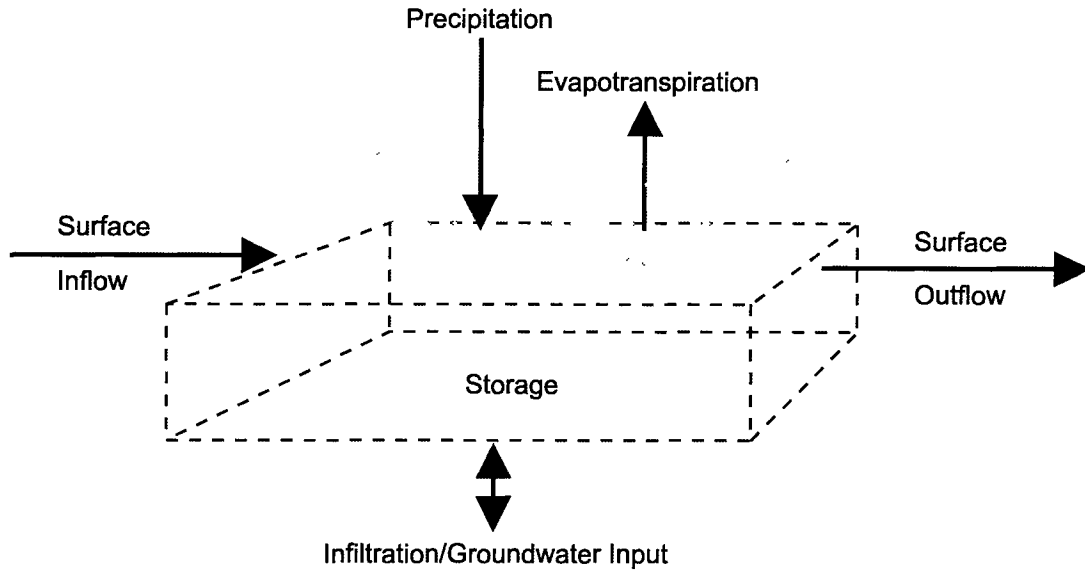 Precipitation
Evapotranspiration
Surface
Inflow
Surface
Outflow
Storage
Infiltration/Groundwater Input